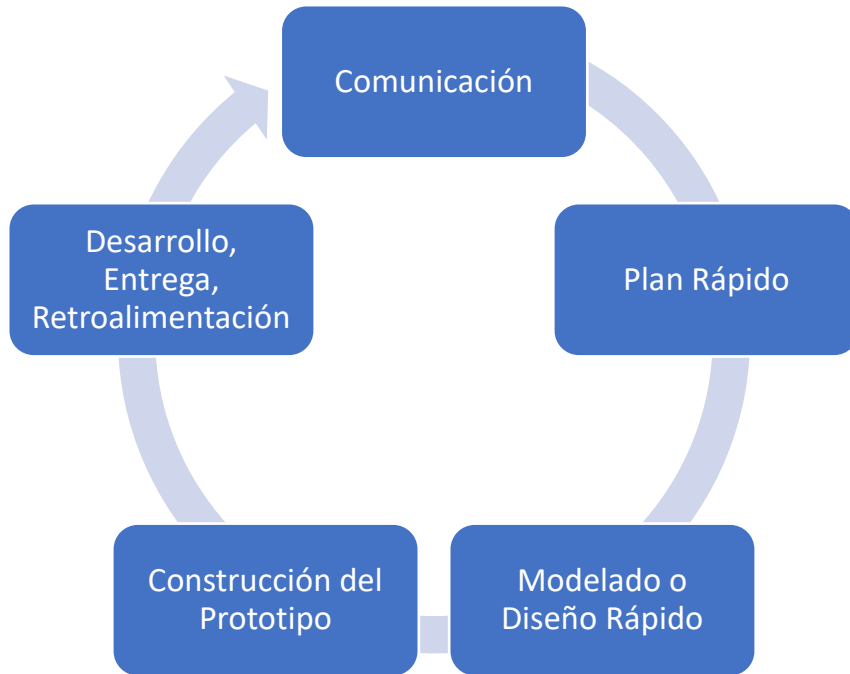 Comunicación
Plan Rápido
Modelado o
Diseño Rápido
Construcción del
Prototipo
Desarrollo,
Entrega,
Retroalimentación